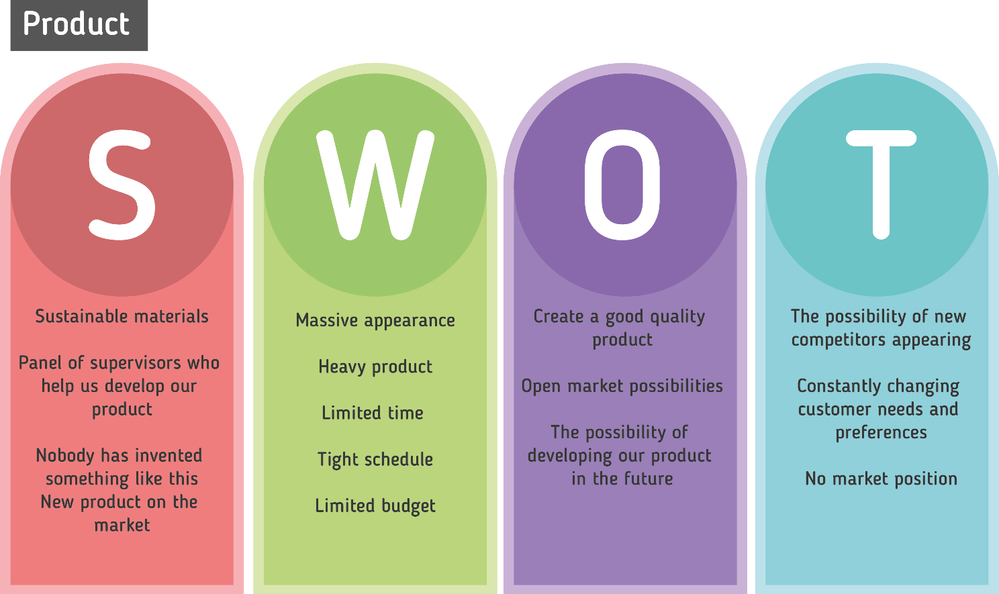 Product
S
Sustainable materials
Panel of supervisors who
help us develop our
product
Nobody has invented
something like this
New product on the
market
W
Massive appearance
Heavy product
Limited time
Tight schedule
Limited budget
O
Create a good quality
product
Open market possibilities
The possibility of
developing our product
in the future
T
The possibility of new
competitors appearing
Constantly changing
customer needs and
preferences
No market position